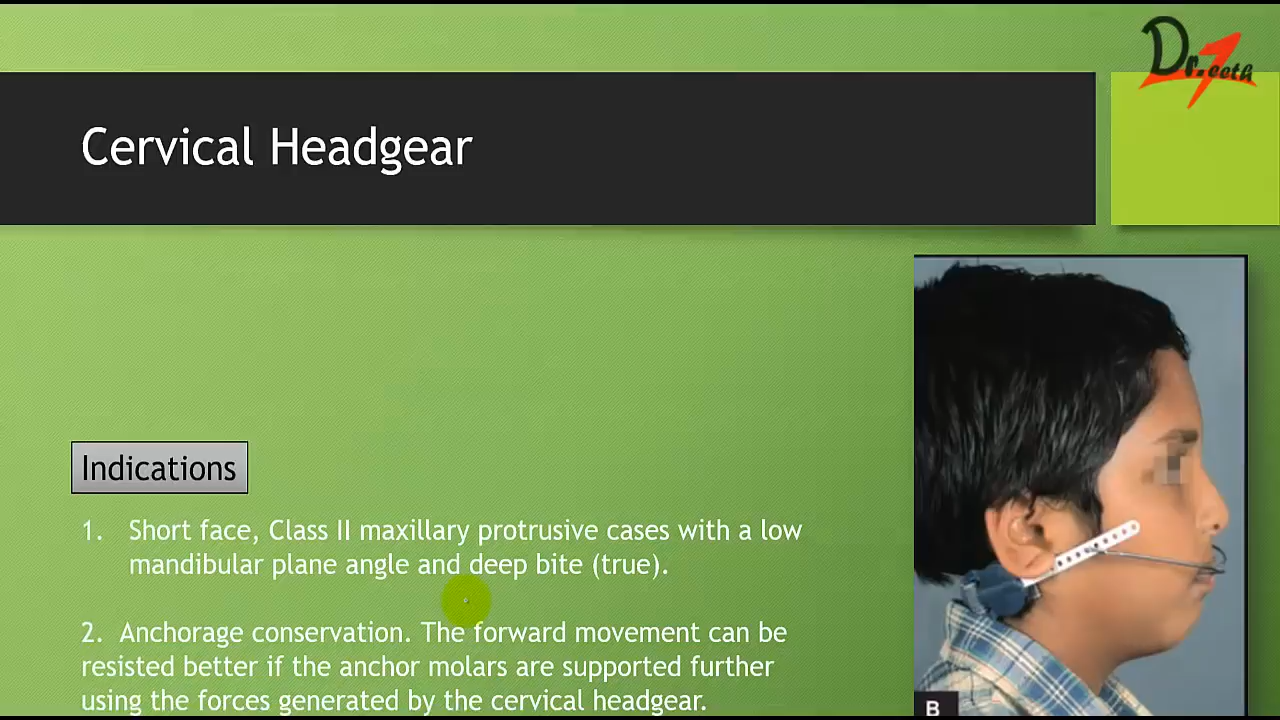 Dr.Teeth
Cervical Headgear
Indications
1. Short face, Class II maxillary protrusive cases with a low
mandibular plane angle and deep bite (true).
2. Anchorage conservation. The forward movement can be
resisted better if the anchor molars are supported further
using the forces generated by the cervical headgear.
B